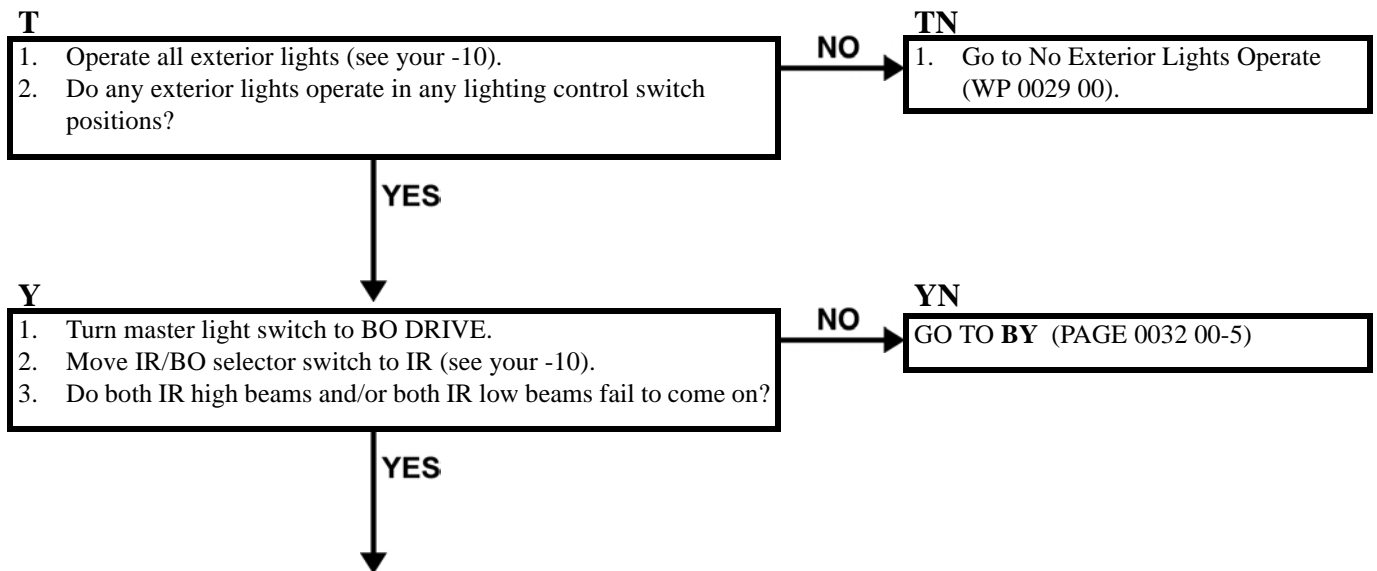 T
1. Operate all exterior lights (see your -10).
2. Do any exterior lights operate in any lighting control switch
positions?
NO
TN
1. Go to No Exterior Lights Operate
(WP 0029 00).
YES
Y
1. Turn master light switch to BO DRIVE.
2. Move IR/BO selector switch to IR (see your -10).
3. Do both IR high beams and/or both IR low beams fail to come on?
NO
YN
GO TO BY (PAGE 0032 00-5)
YES